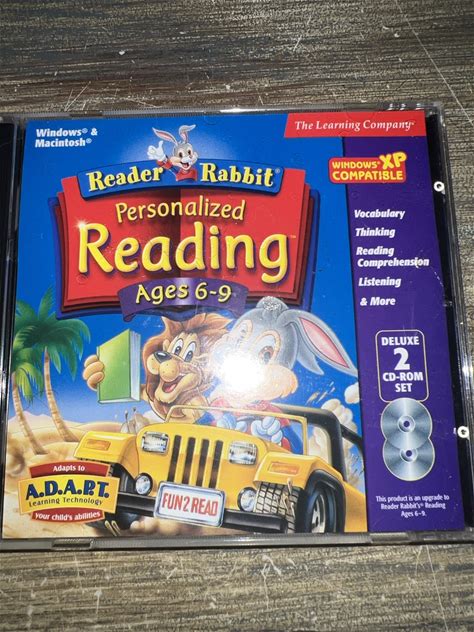 Windows® &
Macintosh®
The Learning Company®
Reader Rabbit®
Personalized
Reading™
Ages 6-9
WINDOWS® XP
COMPATIBLE
Vocabulary
Thinking
Reading
Comprehension
Listening
& More
DELUXE
2
CD-ROM
SET
Adapts to
A.D.A.P.T.
Learning Technology
your child's abilities
FUN 2 READ
This product is an upgrade to
Reader Rabbit's® Reading
Ages 6–9.